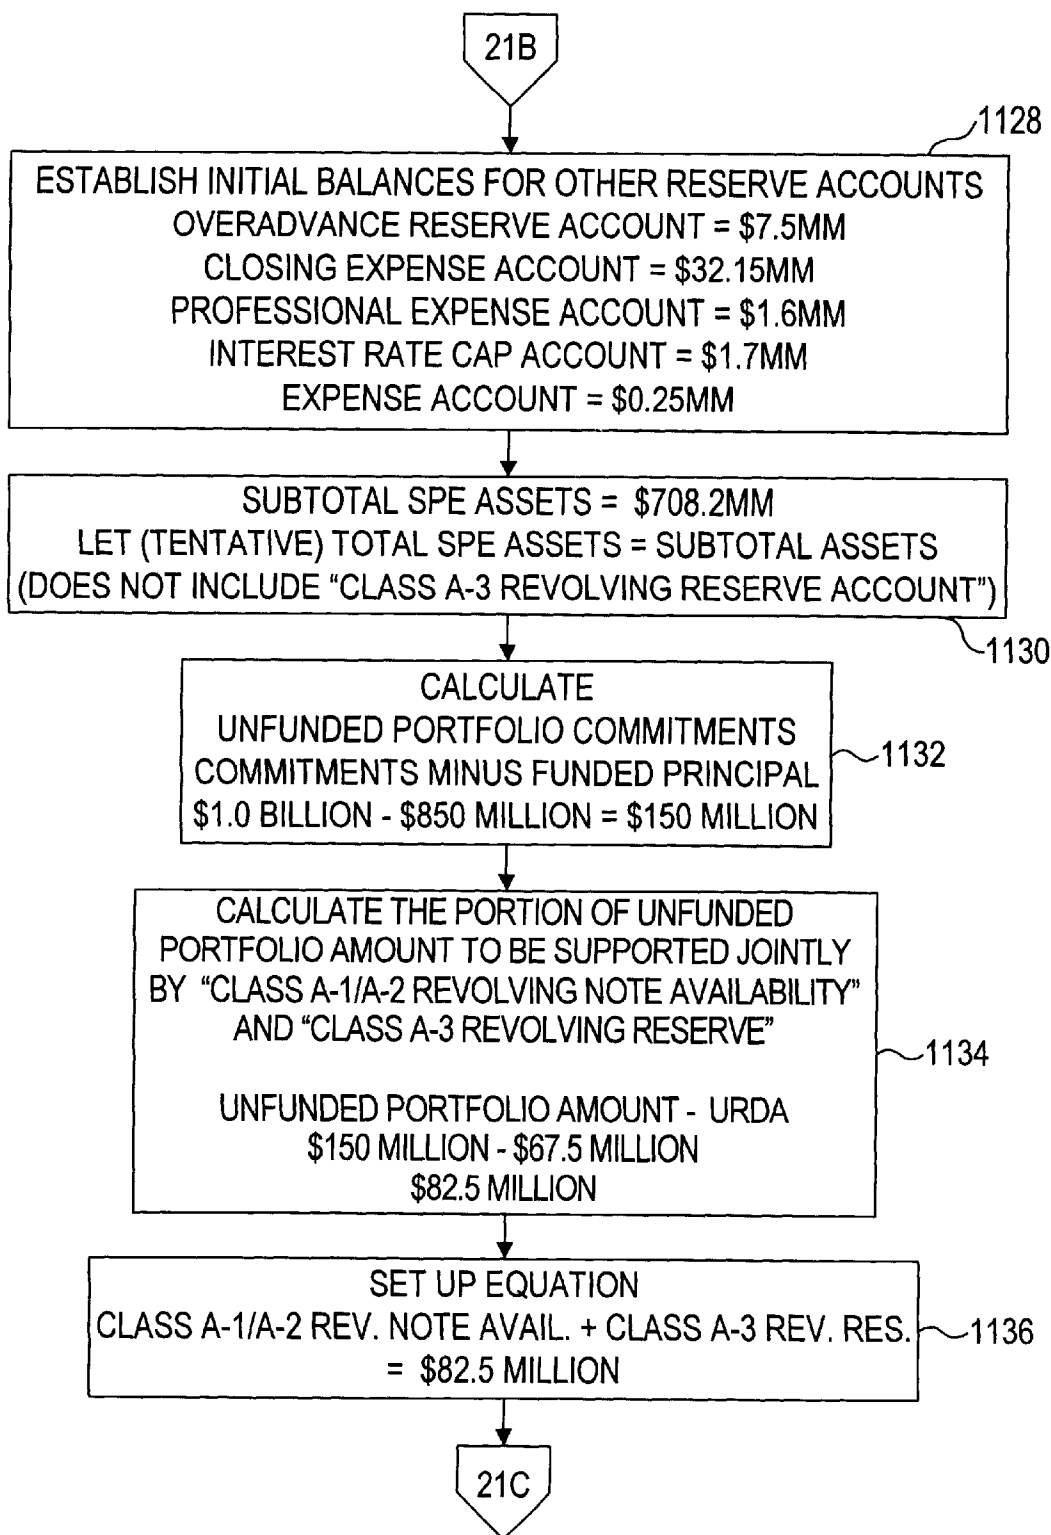 21B
1128
ESTABLISH INITIAL BALANCES FOR OTHER RESERVE ACCOUNTS
OVERADVANCE RESERVE ACCOUNT = $7.5MM
CLOSING EXPENSE ACCOUNT = $32.15MM
PROFESSIONAL EXPENSE ACCOUNT = $1.6MM
INTEREST RATE CAP ACCOUNT = $1.7MM
EXPENSE ACCOUNT = $0.25MM
SUBTOTAL SPE ASSETS = $708.2MM
LET (TENTATIVE) TOTAL SPE ASSETS = SUBTOTAL ASSETS
(DOES NOT INCLUDE “CLASS A-3 REVOLVING RESERVE ACCOUNT”)
1130
CALCULATE
UNFUNDED PORTFOLIO COMMITMENTS
COMMITMENTS MINUS FUNDED PRINCIPAL
$1.0 BILLION - $850 MILLION = $150 MILLION
1132
CALCULATE THE PORTION OF UNFUNDED
PORTFOLIO AMOUNT TO BE SUPPORTED JOINTLY
BY “CLASS A-1/A-2 REVOLVING NOTE AVAILABILITY”
AND “CLASS A-3 REVOLVING RESERVE”
UNFUNDED PORTFOLIO AMOUNT - URDA
$150 MILLION - $67.5 MILLION
$82.5 MILLION
1134
SET UP EQUATION
CLASS A-1/A-2 REV. NOTE AVAIL. + CLASS A-3 REV. RES.
= $82.5 MILLION
1136
21C